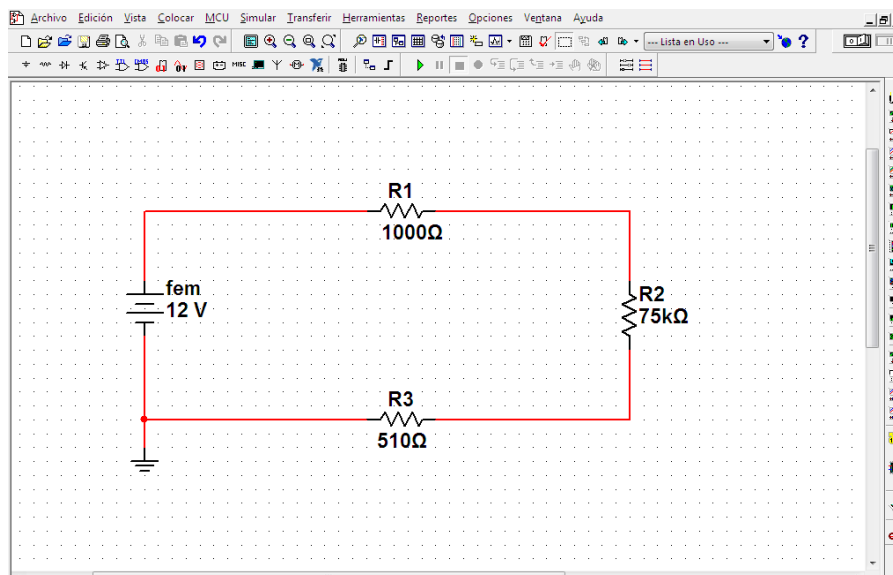 Archivo Edición Vista Colocar MCU Simular Transferir Herramientas Reportes Opciones Ventana Ayuda
--- Lista en Uso ---
MISC
R1
1000Ω
fem
12 V
R2
75kΩ
R3
510Ω